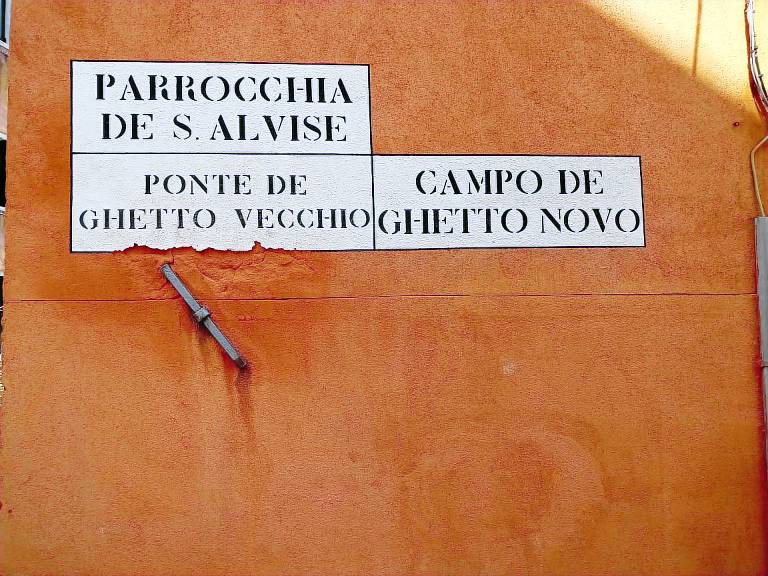 PARROCCHIA
DE S. ALVISE
PONTE DE
GHETTO VECCHIO
CAMPO DE
GHETTO NOVO